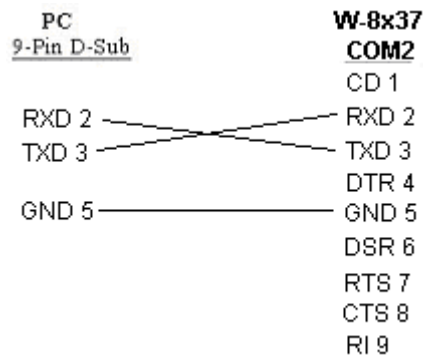 PC
9-Pin D-Sub
RXD 2
TXD 3
GND 5
W-8x37
COM2
CD 1
RXD 2
TXD 3
DTR 4
GND 5
DSR 6
RTS 7
CTS 8
RI 9